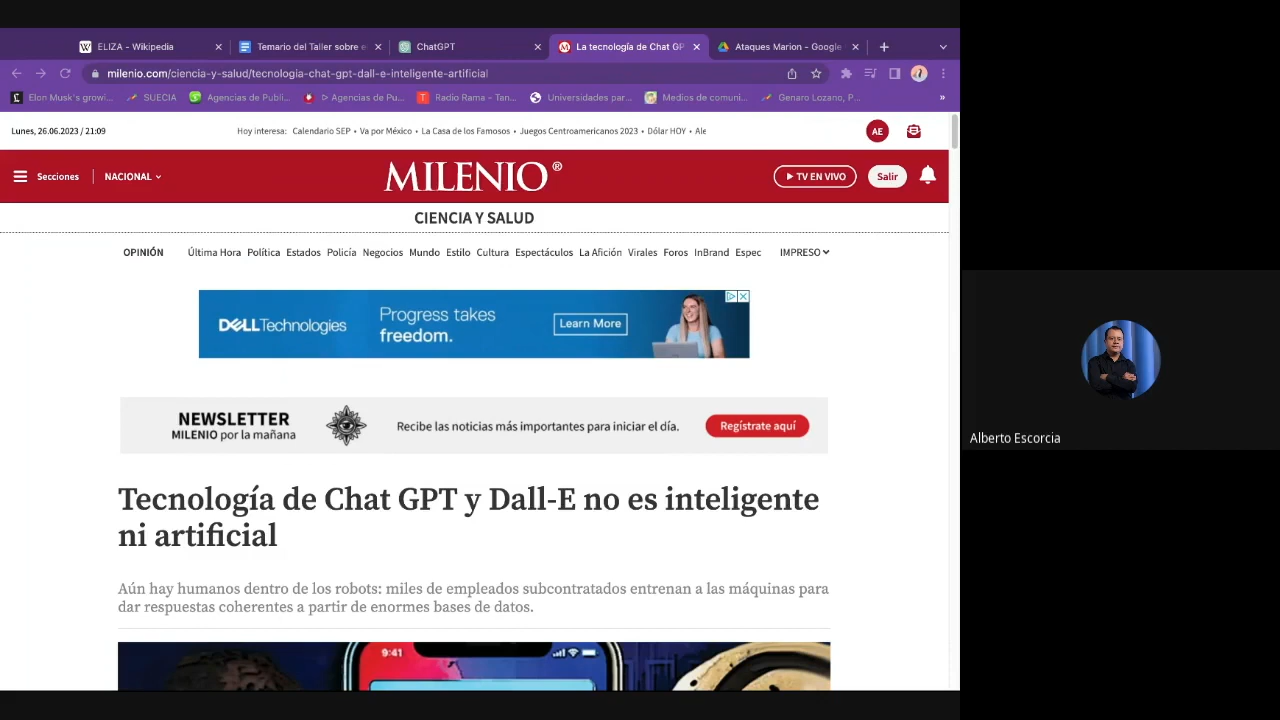 ELIZA - Wikipedia
Temario del Taller sobre e
ChatGPT
La tecnología de Chat GP
Ataques Marion - Google
milenio.com/ciencia-y-salud/tecnologia-chat-gpt-dall-e-inteligente-artificial
Elon Musk's growi...
SUECIA
Agencias de Publi...
Agencias de Pu...
Radio Rama – Tan...
Universidades par...
Medios de comuni...
Genaro Lozano, P...
»
Lunes, 26.06.2023 / 21:09
Hoy interesa: Calendario SEP • Va por México • La Casa de los Famosos • Juegos Centroamericanos 2023 • Dólar HOY • Ale
AE
Secciones
NACIONAL
MILENIO®
TV EN VIVO
Salir
CIENCIA Y SALUD
OPINIÓN Última Hora Política Estados Policía Negocios Mundo Estilo Cultura Espectáculos La Afición Virales Foros InBrand Espec IMPRESO
DELLTechnologies
Progress takes
freedom.
Learn More
NEWSLETTER
MILENIO por la mañana
Recibe las noticias más importantes para iniciar el día.
Regístrate aquí
Tecnología de Chat GPT y Dall-E no es inteligente
ni artificial
Aún hay humanos dentro de los robots: miles de empleados subcontratados entrenan a las máquinas para
dar respuestas coherentes a partir de enormes bases de datos.
9:41
Alberto Escorcia